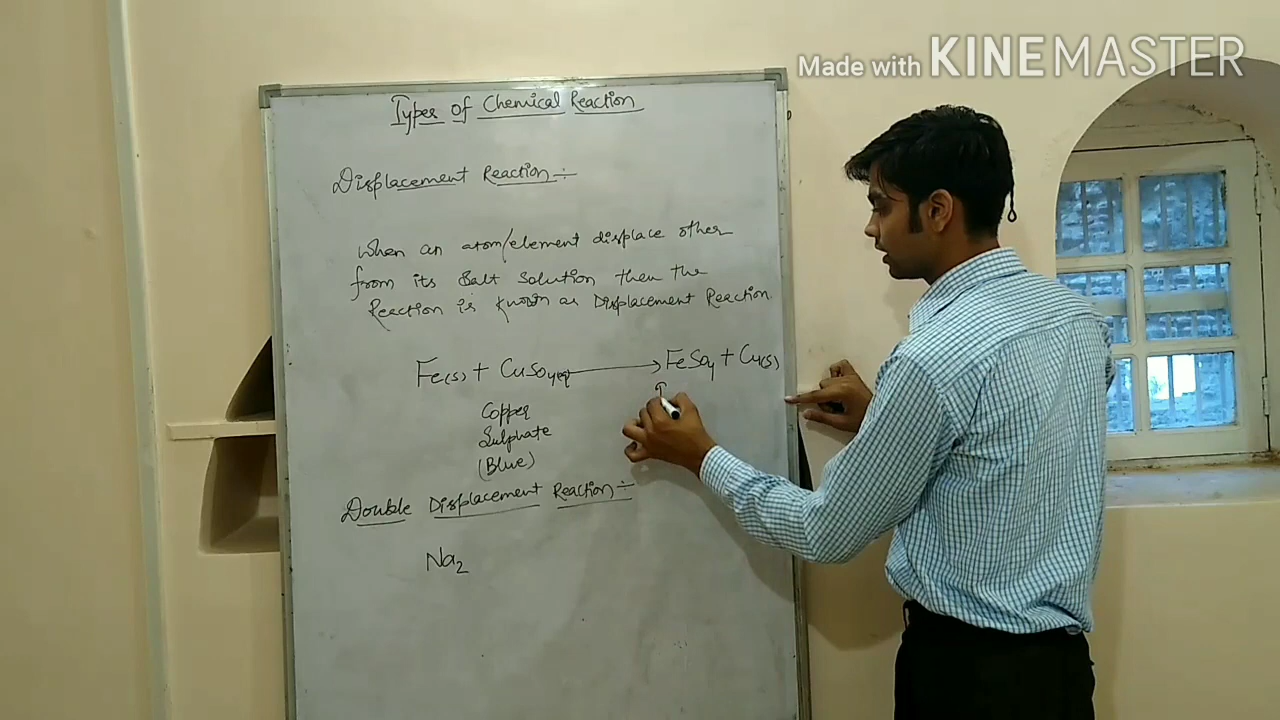 Made with KINEMASTER
Types of Chemical Reaction
Displacement Reaction :-
When an atom/element displace other
from its Salt Solution then the
Reaction is known as Displacement Reaction.
Fe(s) + CuSO4(aq) → FeSO4 + Cu(s)
Copper
Sulphate
(Blue)
Double Displacement Reaction :-
Na2